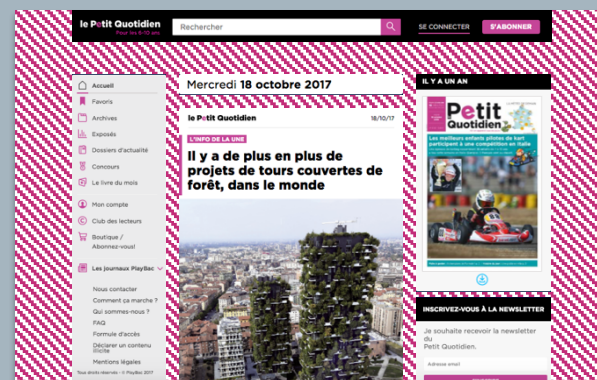 le Petit Quotidien
Pour les 6-10 ans
Rechercher
SE CONNECTER
S'ABONNER
Accueil
Favoris
Archives
Exposés
Dossiers d'actualité
Concours
Le livre du mois
Mon compte
Club des lecteurs
Boutique /
Abonnez-vous!
Les journaux PlayBac
Nous contacter
Comment ça marche ?
Qui sommes-nous ?
FAQ
Formule d'accès
Déclarer un contenu
illicite
Mentions légales
Tous droits réservés - © PlayBac 2017
Mercredi 18 octobre 2017
le Petit Quotidien
18/10/17
L'INFO DE LA UNE
Il y a de plus en plus de
projets de tours couvertes de
forêt, dans le monde
IL Y A UN AN
Petit
Quotidien
Les meilleurs enfants pilotes de kart
participent à une compétition en Italie
INSCRIVEZ-VOUS À LA NEWSLETTER
Je souhaite recevoir la newsletter
du
Petit Quotidien.
Adresse email